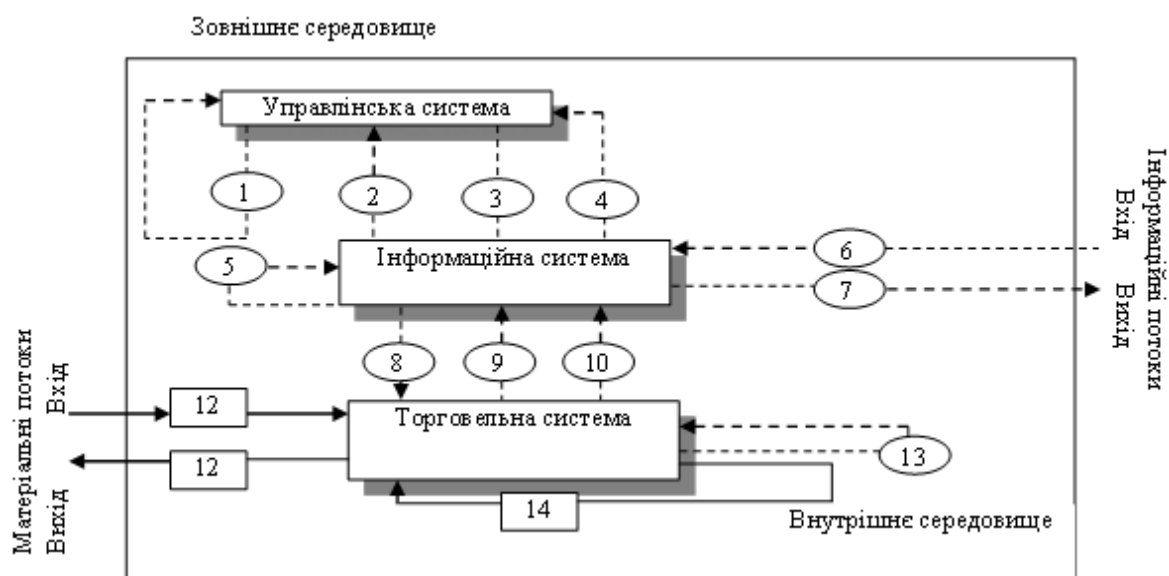 Зовнішнє середовище
Управлінська система
1
2
3
4
Інформаційна система
5
6
7
Інформаційні потоки
Вхід
Вихід
8
9
10
Матеріальні потоки
Вхід
Вихід
12
Торговельна система
12
13
14
Внутрішнє середовище